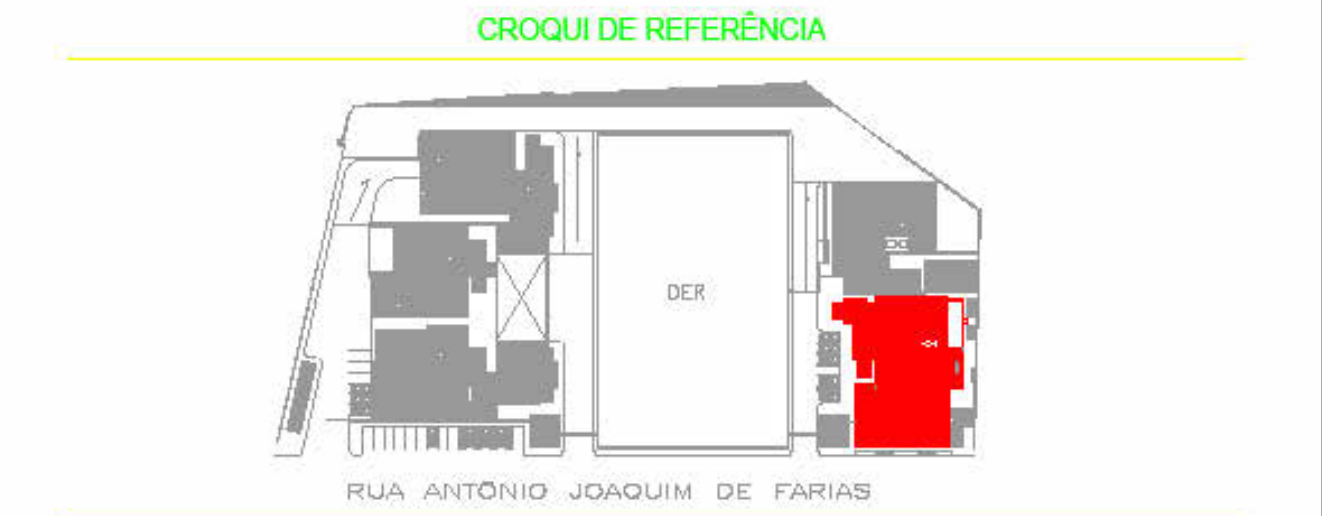 CROQUI DE REFERÊNCIA
DER
RUA ANTÔNIO JOAQUIM DE FARIAS